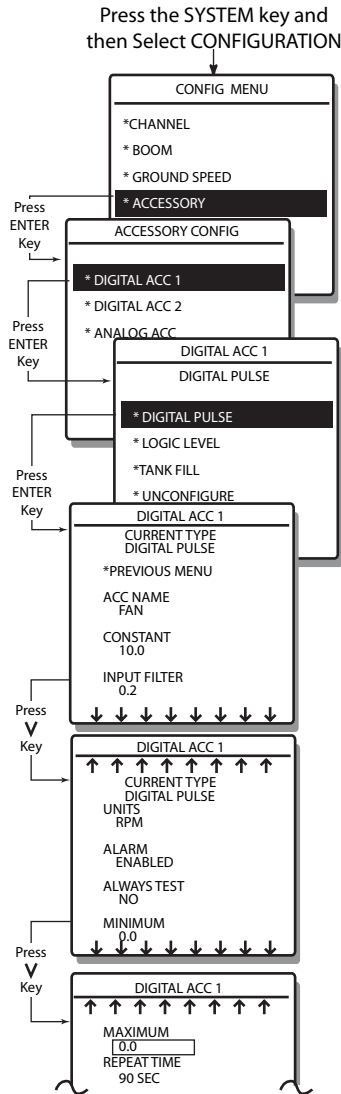 Press the SYSTEM key and
then Select CONFIGURATION
CONFIG MENU
*CHANNEL
* BOOM
* GROUND SPEED
* ACCESSORY
Press
ENTER
Key
ACCESSORY CONFIG
* DIGITAL ACC 1
* DIGITAL ACC 2
* ANALOG ACC
Press
ENTER
Key
DIGITAL ACC 1
DIGITAL PULSE
* DIGITAL PULSE
* LOGIC LEVEL
*TANK FILL
* UNCONFIGURE
Press
ENTER
Key
DIGITAL ACC 1
CURRENT TYPE
DIGITAL PULSE
*PREVIOUS MENU
ACC NAME
FAN
CONSTANT
10.0
INPUT FILTER
0.2
Press
V
Key
DIGITAL ACC 1
CURRENT TYPE
DIGITAL PULSE
UNITS
RPM
ALARM
ENABLED
ALWAYS TEST
NO
MINIMUM
0.0
Press
V
Key
DIGITAL ACC 1
MAXIMUM
0.0
REPEAT TIME
90 SEC